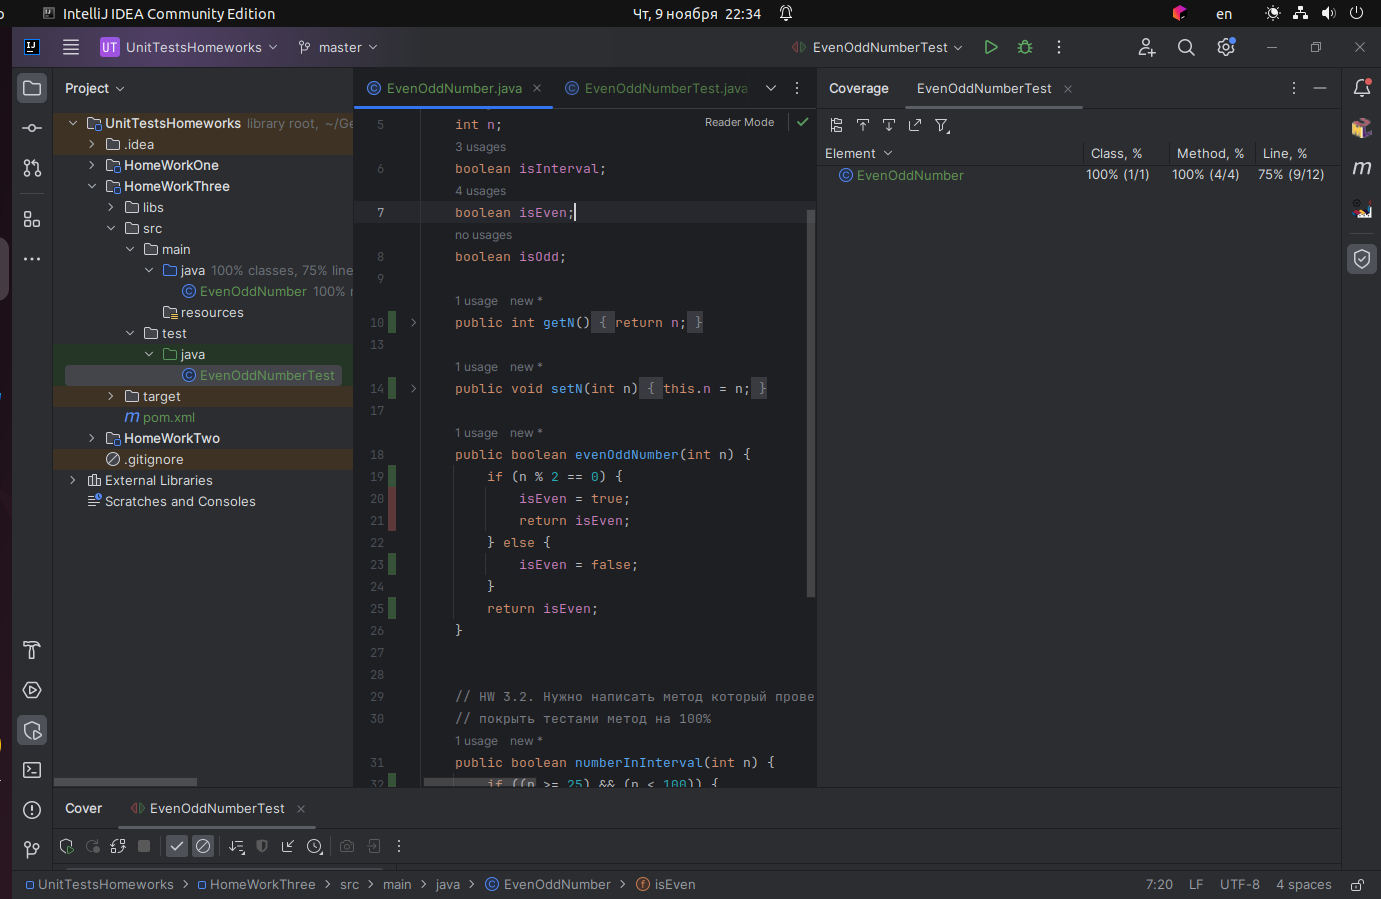 IntelliJ IDEA Community Edition
Чт, 9 ноября 22:34
en
UT UnitTestsHomeworks
master
EvenOddNumberTest
Project
EvenOddNumber.java
EvenOddNumberTest.java
Coverage
EvenOddNumberTest
UnitTestsHomeworks library root, ~/Ge
.idea
HomeWorkOne
HomeWorkThree
libs
src
main
java 100% classes, 75% line
EvenOddNumber 100%
resources
test
java
EvenOddNumberTest
target
pom.xml
HomeWorkTwo
.gitignore
External Libraries
Scratches and Consoles
Reader Mode
5 int n;
3 usages
6 boolean isInterval;
4 usages
7 boolean isEven;
no usages
8 boolean isOdd;
9
1 usage new *
10 public int getN() { return n; }
13
1 usage new *
14 public void setN(int n) { this.n = n; }
17
1 usage new *
18 public boolean evenOddNumber(int n) {
19 if (n % 2 == 0) {
20 isEven = true;
21 return isEven;
22 } else {
23 isEven = false;
24 }
25 return isEven;
26 }
27
28
29 // HW 3.2. Нужно написать метод который прове
30 // покрыть тестами метод на 100%
1 usage new *
31 public boolean numberInInterval(int n) {
32 if ((n >= 25) && (n < 100)) {
Element Class, % Method, % Line, %
EvenOddNumber 100% (1/1) 100% (4/4) 75% (9/12)
Cover
EvenOddNumberTest
UnitTestsHomeworks > HomeWorkThree > src > main > java > EvenOddNumber > isEven
7:20 LF UTF-8 4 spaces